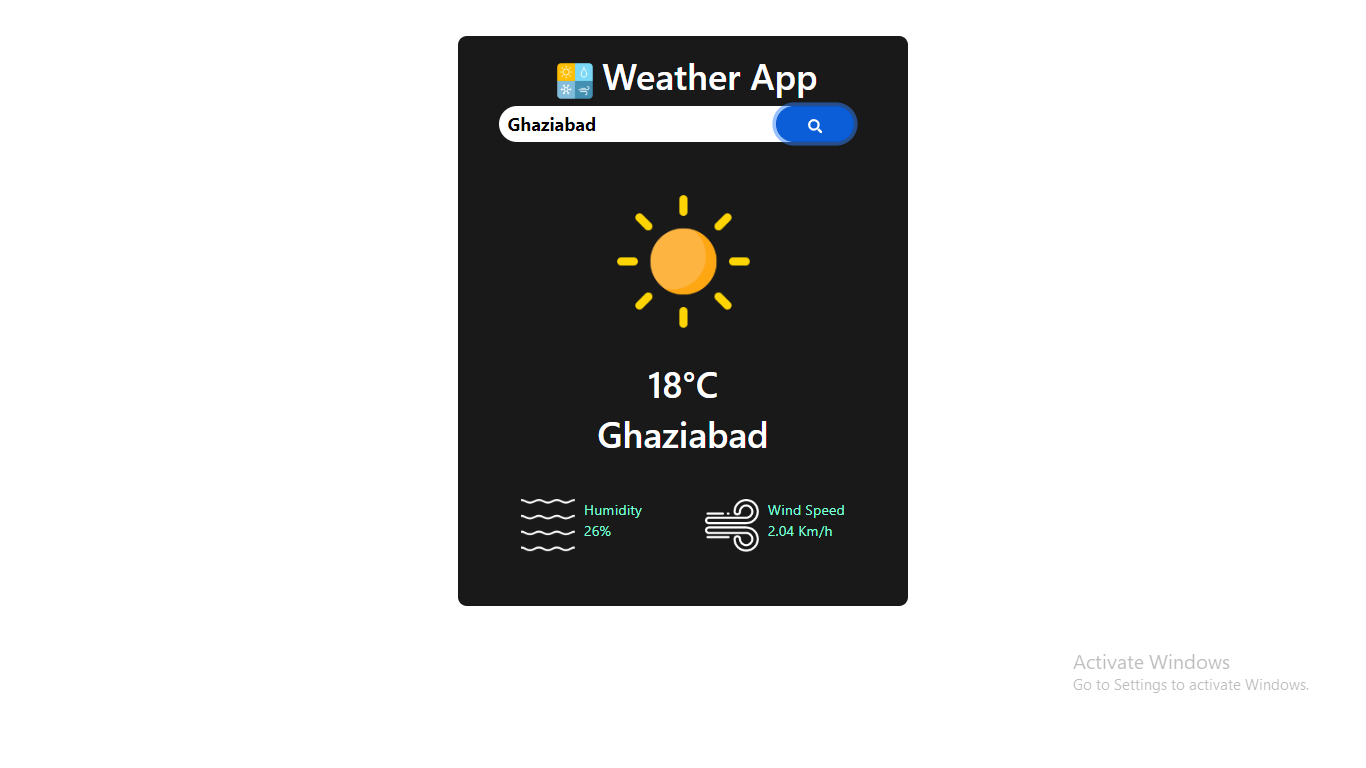 Weather App
Ghaziabad
18°C
Ghaziabad
Humidity
26%
Wind Speed
2.04 Km/h
Activate Windows
Go to Settings to activate Windows.